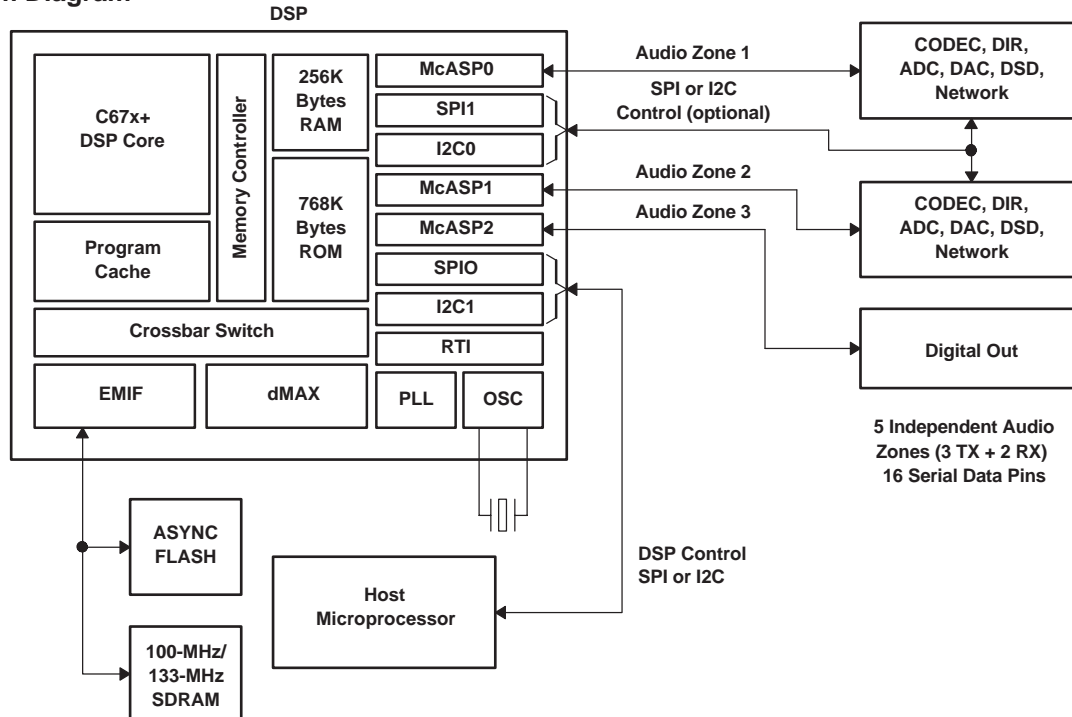 Diagram
DSP
C67x+
DSP Core
Program
Cache
Memory Controller
256K
Bytes
RAM
768K
Bytes
ROM
Crossbar Switch
EMIF
dMAX
McASP0
SPI1
I2C0
McASP1
McASP2
SPIO
I2C1
RTI
PLL
OSC
Audio Zone 1
SPI or I2C
Control (optional)
Audio Zone 2
Audio Zone 3
CODEC, DIR,
ADC, DAC, DSD,
Network
CODEC, DIR,
ADC, DAC, DSD,
Network
Digital Out
5 Independent Audio
Zones (3 TX + 2 RX)
16 Serial Data Pins
ASYNC
FLASH
100-MHz/
133-MHz
SDRAM
Host
Microprocessor
DSP Control
SPI or I2C